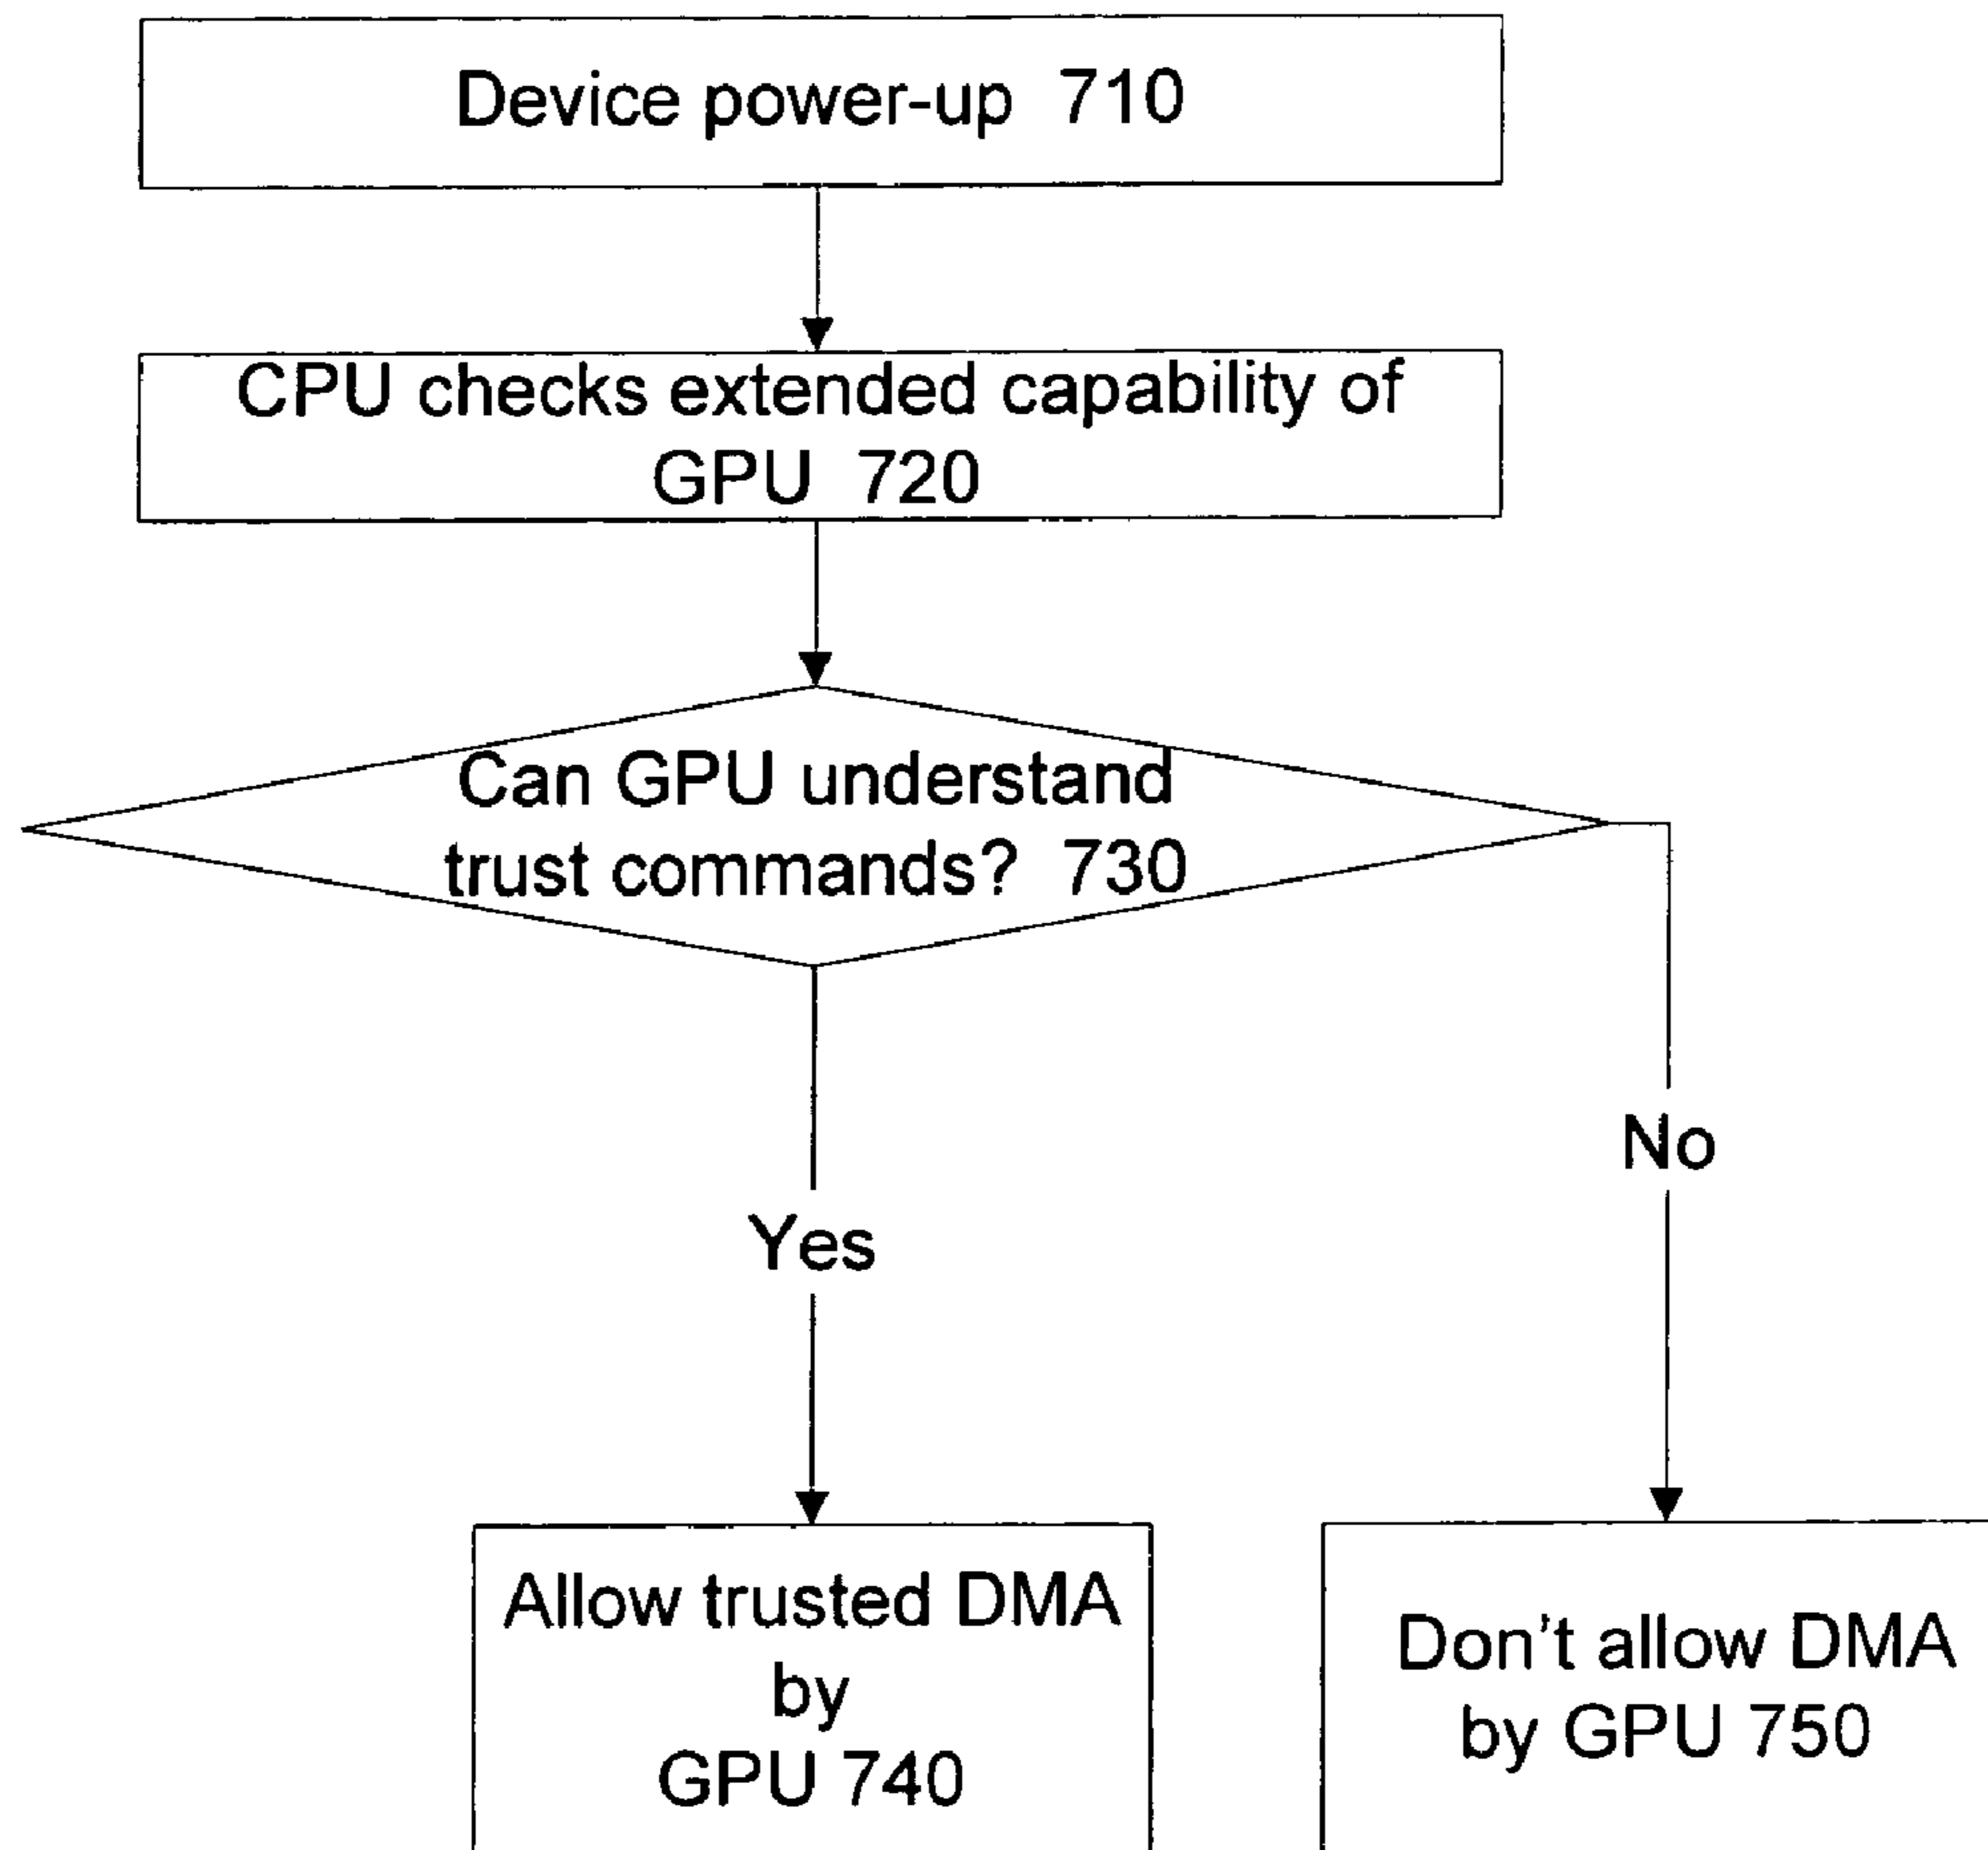 Device power-up 710
CPU checks extended capability of
GPU 720
Can GPU understand
trust commands? 730
No
Yes
Allow trusted DMA
by
GPU 740
Don't allow DMA
by GPU 750